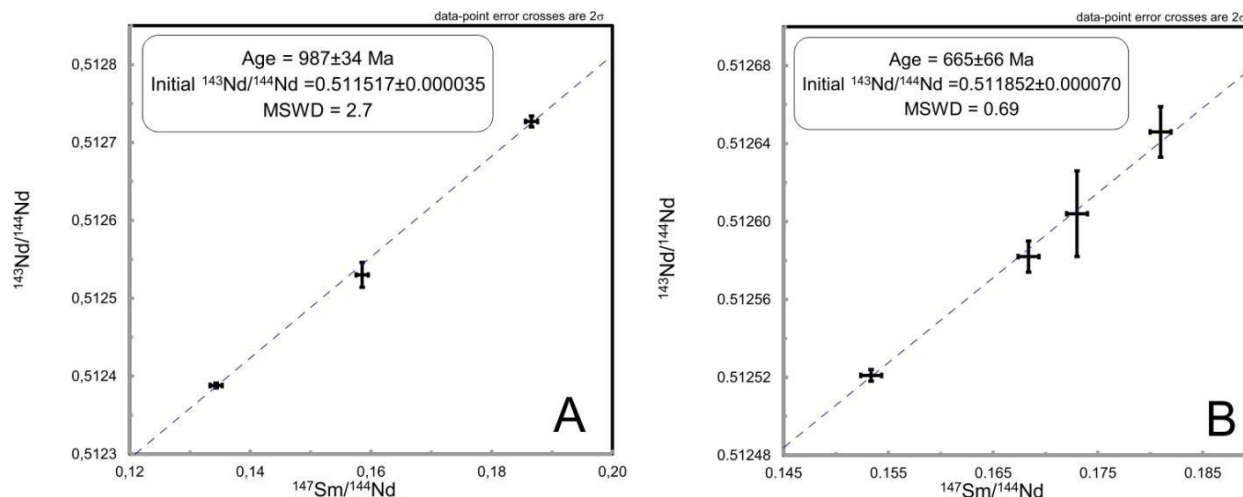 data-point error crosses are 2σ
Age = 987±34 Ma
Initial ¹⁴³Nd/¹⁴⁴Nd =0.511517±0.000035
MSWD = 2.7
0,5128
0,5127
0,5126
0,5125
0,5124
0,5123
¹⁴³Nd/¹⁴⁴Nd
A
0,12 0,14 0,16 0,18 0,20
¹⁴⁷Sm/¹⁴⁴Nd
data-point error crosses are 2σ
Age = 665±66 Ma
Initial ¹⁴³Nd/¹⁴⁴Nd =0.511852±0.000070
MSWD = 0.69
0.51268
0.51264
0.51260
0.51256
0.51252
0.51248
¹⁴³Nd/¹⁴⁴Nd
B
0.145 0.155 0.165 0.175 0.185
¹⁴⁷Sm/¹⁴⁴Nd